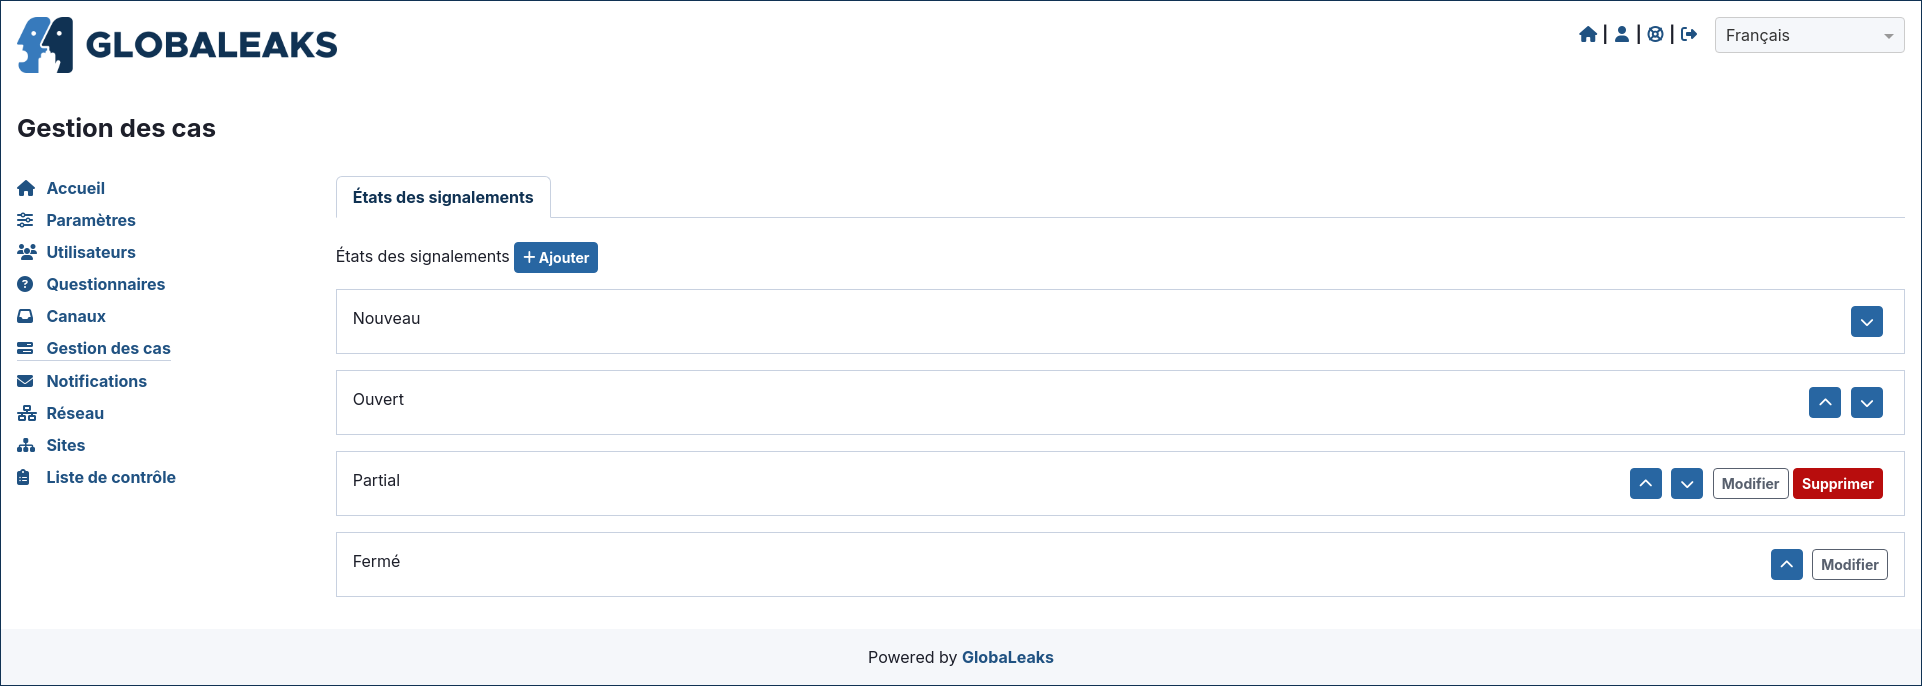 GLOBALEAKS
Français
Gestion des cas
Accueil
Paramètres
Utilisateurs
Questionnaires
Canaux
Gestion des cas
Notifications
Réseau
Sites
Liste de contrôle
États des signalements
États des signalements Ajouter
Nouveau
Ouvert
Partial Modifier Supprimer
Fermé Modifier
Powered by GlobaLeaks